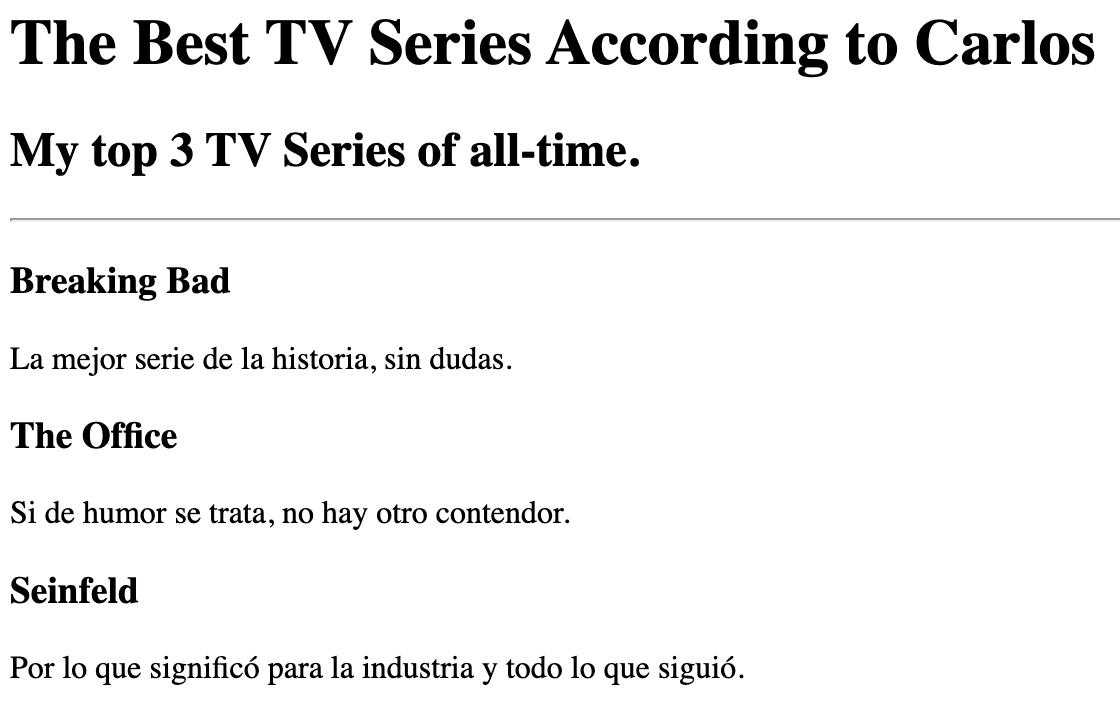 The Best TV Series According to Carlos
My top 3 TV Series of all-time.
Breaking Bad
La mejor serie de la historia, sin dudas.
The Office
Si de humor se trata, no hay otro contendor.
Seinfeld
Por lo que significó para la industria y todo lo que siguió.